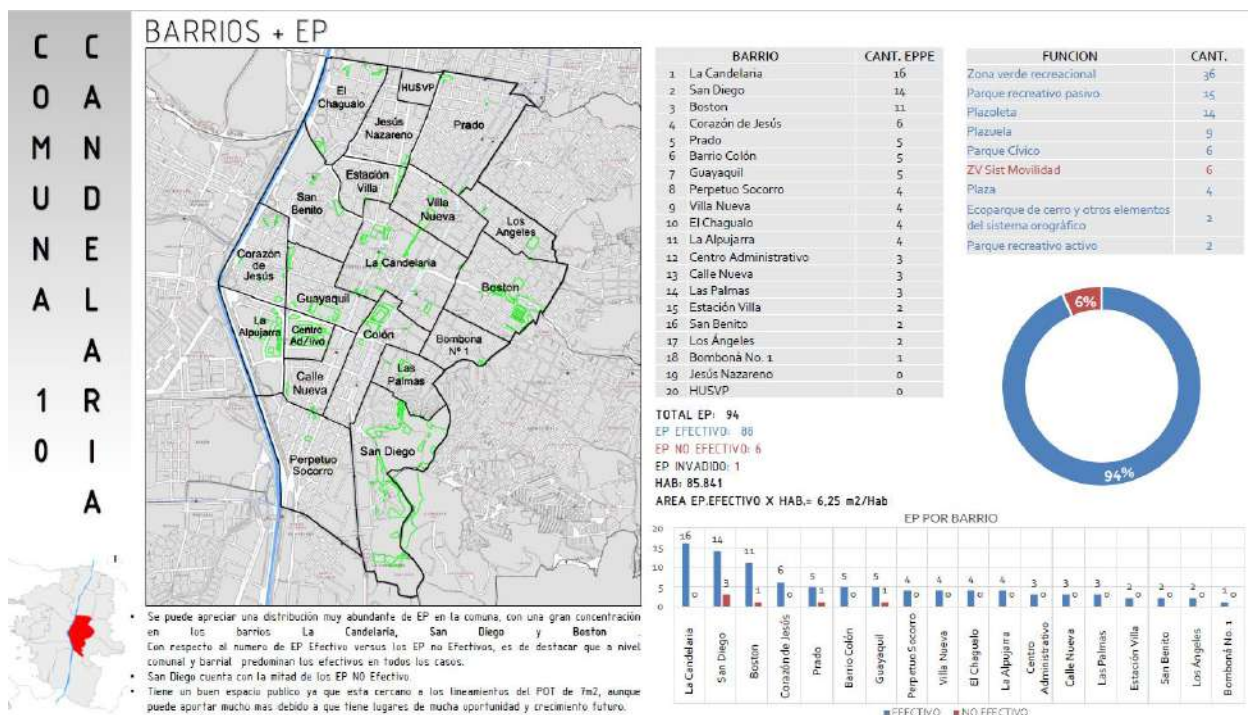 COMUNA 10
CANDELARIA
BARRIOS + EP
El Chagualo
HUSVP
Jesús Nazareno
Prado
Estación Villa
San Benito
Villa Nueva
Los Angeles
Corazón de Jesús
La Candelaria
Guayaquil
Boston
La Alpujarra
Centro Ad/ivo
Colón
Bombona Nº 1
Calle Nueva
Las Palmas
San Diego
Perpetuo Socorro
BARRIO CANT. EPPE
1 La Candelaria 16
2 San Diego 14
3 Boston 11
4 Corazón de Jesús 6
5 Prado 5
6 Barrio Colón 5
7 Guayaquil 5
8 Perpetuo Socorro 4
9 Villa Nueva 4
10 El Chagualo 4
11 La Alpujarra 4
12 Centro Administrativo 3
13 Calle Nueva 3
14 Las Palmas 3
15 Estación Villa 2
16 San Benito 2
17 Los Ángeles 2
18 Bomboná No. 1 1
19 Jesús Nazareno 0
20 HUSVP 0
FUNCION CANT.
Zona verde recreacional 36
Parque recreativo pasivo 15
Plazoleta 14
Plazuela 9
Parque Cívico 6
ZV Sist Movilidad 6
Plaza 4
Ecoparque de cerro y otros elementos
del sistema orográfico 2
Parque recreativo activo 2
6%
94%
TOTAL EP: 94
EP EFECTIVO: 88
EP NO EFECTIVO: 6
EP INVADIDO: 1
HAB: 85.841
AREA EP.EFECTIVO X HAB.= 6,25 m2/Hab
EP POR BARRIO
20
15
10
5
0
16 0 14 3 11 1 6 0 5 1 5 0 5 1 4 0 4 0 4 0 4 0 3 0 3 0 3 0 2 0 2 0 2 0 1 0
La Candelaria
San Diego
Boston
Corazón de Jesús
Prado
Barrio Colón
Guayaquil
Perpetuo Socorro
Villa Nueva
El Chagualo
La Alpujarra
Centro Administrativo
Calle Nueva
Las Palmas
Estación Villa
San Benito
Los Ángeles
Bomboná No. 1
EFECTIVO NO EFECTIVO
• Se puede apreciar una distribución muy abundante de EP en la comuna, con una gran concentración
en los barrios La Candelaría, San Diego y Boston .
Con respecto al numero de EP Efectivo versus los EP no Efectivos, es de destacar que a nivel
comunal y barrial predominan los efectivos en todos los casos.
• San Diego cuenta con la mitad de los EP NO Efectivo.
• Tiene un buen espacio publico ya que esta cercano a los lineamientos del POT de 7m2, aunque
puede aportar mucho mas debido a que tiene lugares de mucha oportunidad y crecimiento futuro.